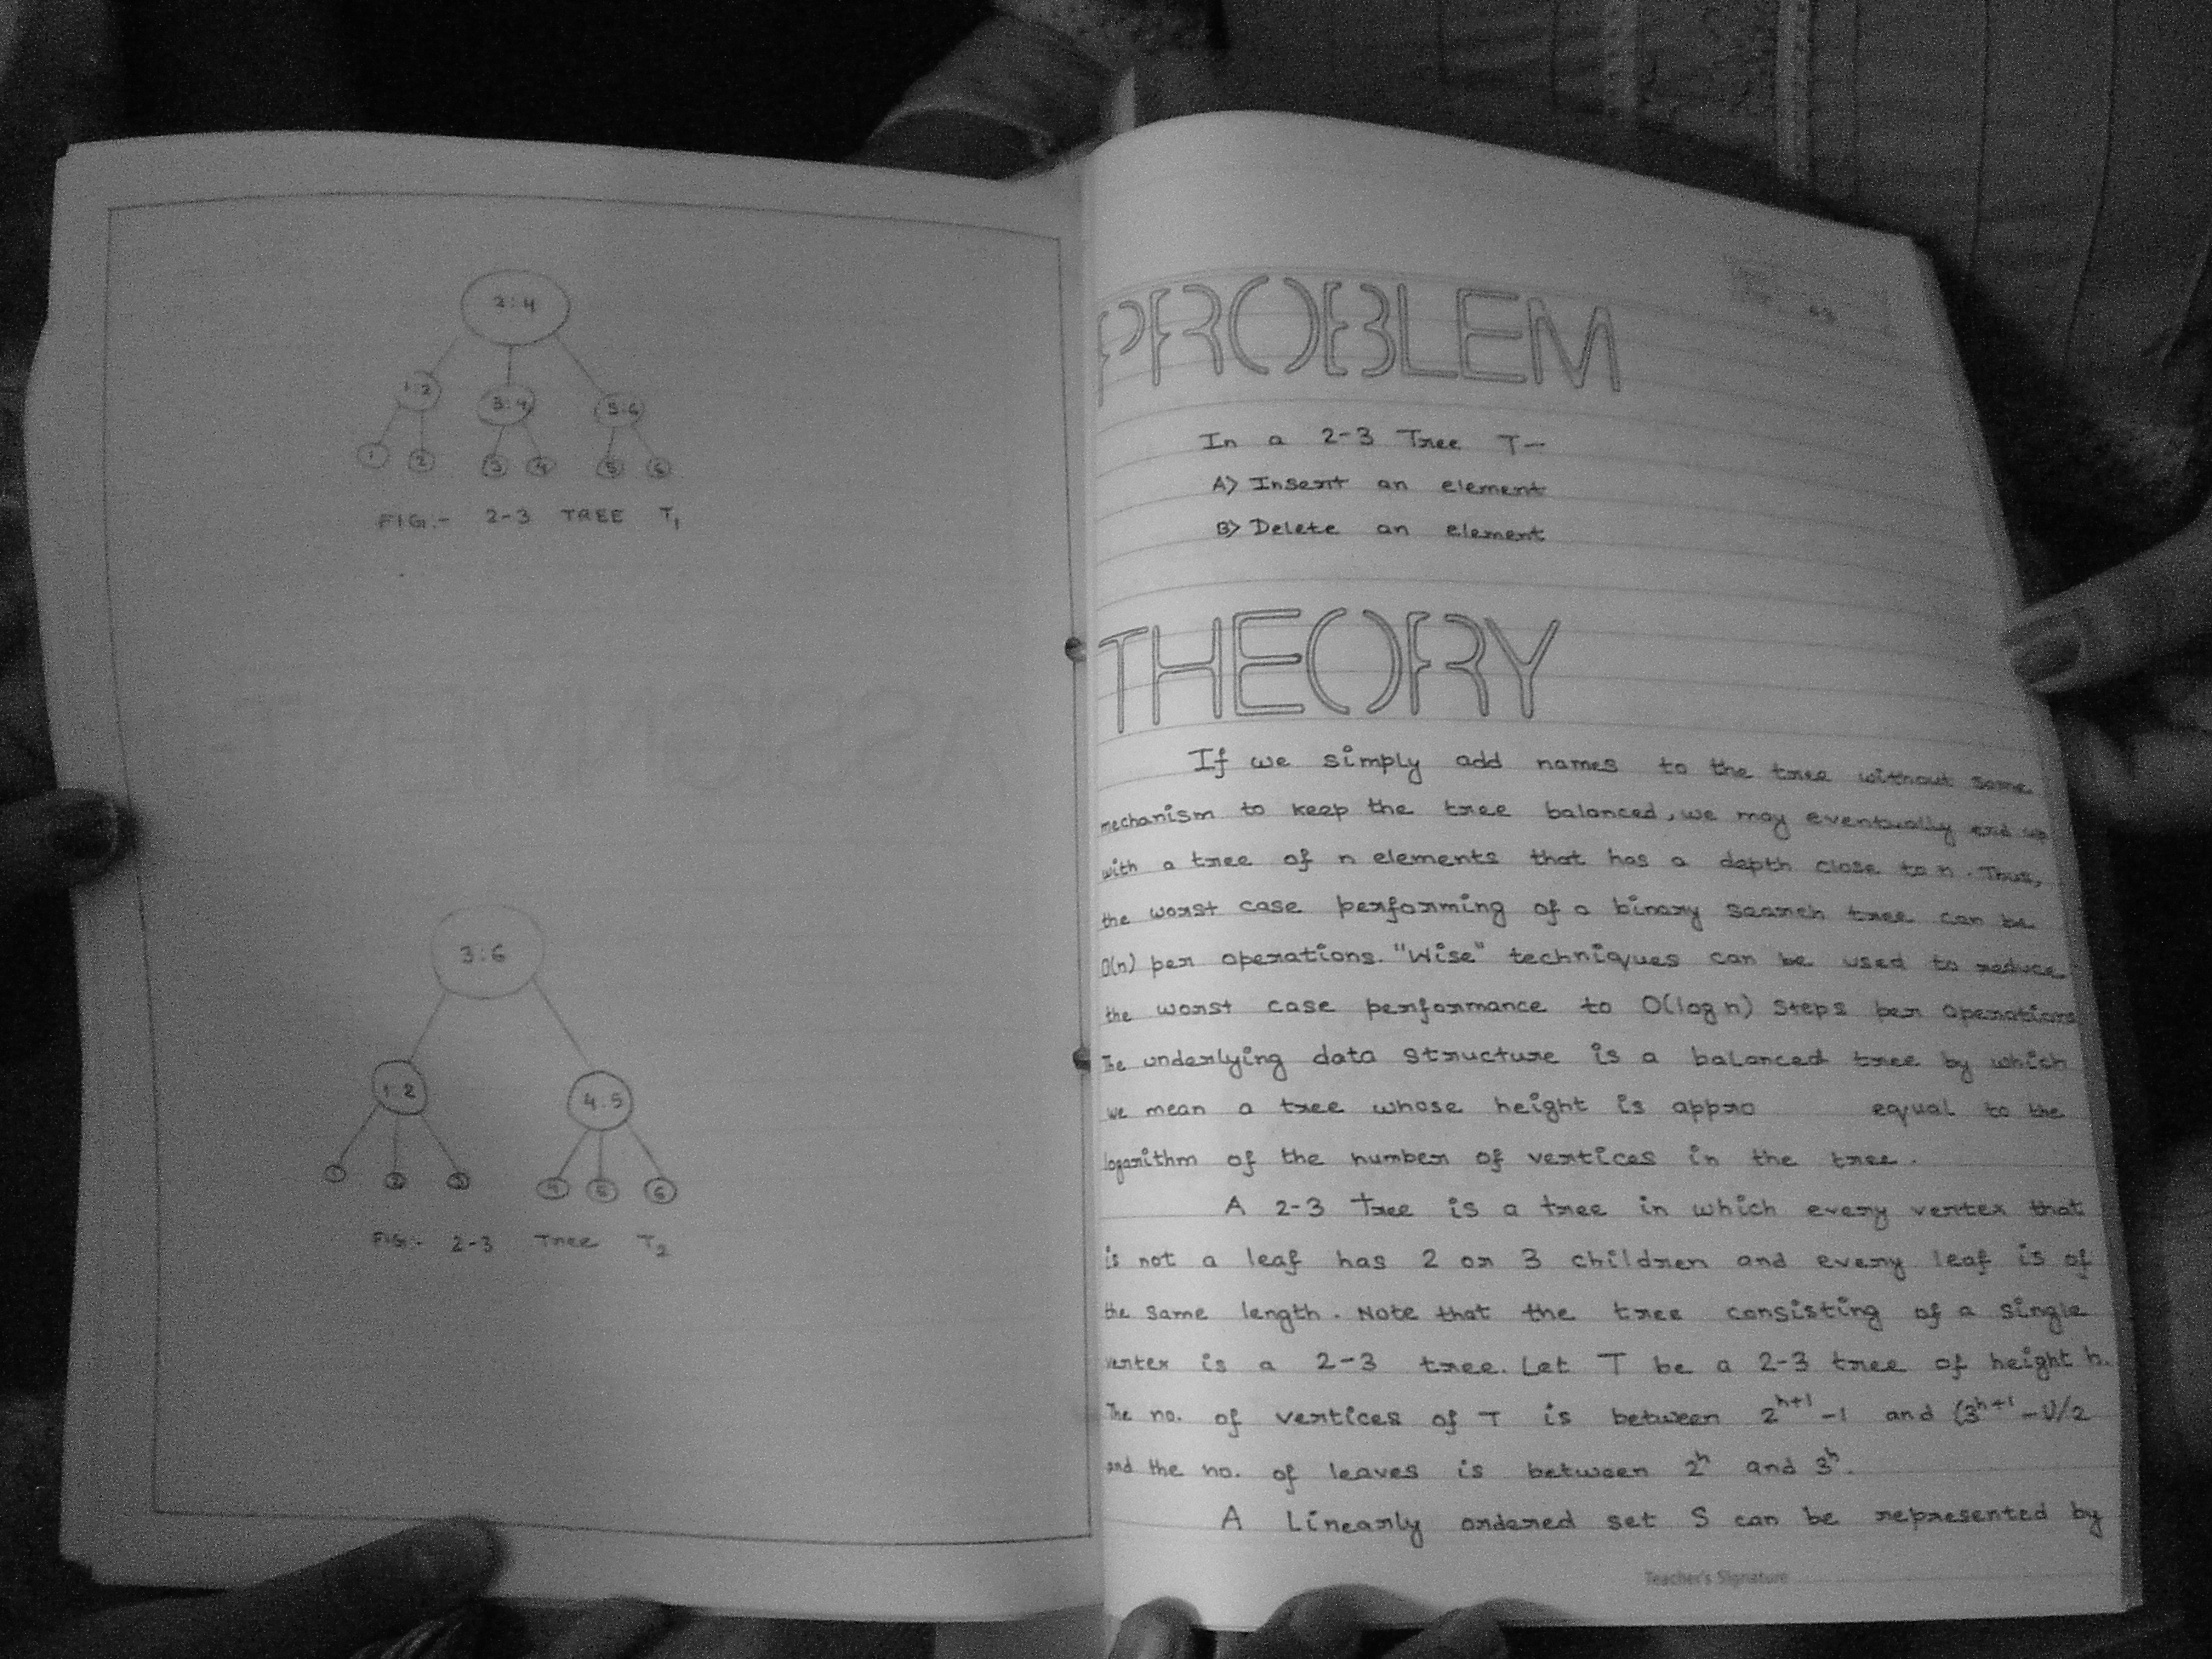 2:4
1:2 3:4 5:6
1 2 3 4 5 6
FIG:- 2-3 TREE T1
3:6
1:2 4:5
1 2 3 4 5 6
FIG:- 2-3 Tree T2
PROBLEM
In a 2-3 Tree T—
A> Insert an element
B> Delete an element
THEORY
If we simply add names to the tree without some
mechanism to keep the tree balanced, we may eventually end up
with a tree of n elements that has a depth close to n. Thus,
the worst case performing of a binary search tree can be
O(n) per operations. "Wise" techniques can be used to reduce
the worst case performance to O(log n) Steps per Operations
The underlying data structure is a balanced tree by which
we mean a tree whose height is appro equal to the
logarithm of the number of vertices in the tree.
A 2-3 Tree is a tree in which every vertex that
is not a leaf has 2 or 3 children and every leaf is of
the same length. Note that the tree consisting of a single
vertex is a 2-3 tree. Let T be a 2-3 tree of height h.
The no. of vertices of T is between 2^h+1 -1 and (3^h+1 -1)/2
and the no. of leaves is between 2^h and 3^h.
A Linearly ordered set S can be represented by
Teacher's Signature